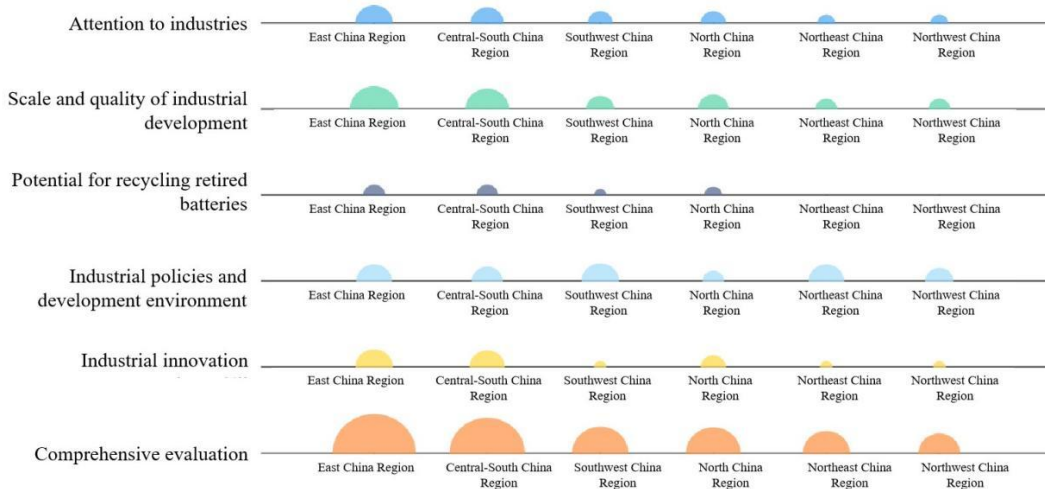 Attention to industries
East China Region
Central-South China
Region
Southwest China
Region
North China
Region
Northeast China
Region
Northwest China
Region
Scale and quality of industrial
development
East China Region
Central-South China
Region
Southwest China
Region
North China
Region
Northeast China
Region
Northwest China
Region
Potential for recycling retired
batteries
East China Region
Central-South China
Region
Southwest China
Region
North China
Region
Northeast China
Region
Northwest China
Region
Industrial policies and
development environment
East China Region
Central-South China
Region
Southwest China
Region
North China
Region
Northeast China
Region
Northwest China
Region
Industrial innovation
East China Region
Central-South China
Region
Southwest China
Region
North China
Region
Northeast China
Region
Northwest China
Region
Comprehensive evaluation
East China Region
Central-South China
Region
Southwest China
Region
North China
Region
Northeast China
Region
Northwest China
Region